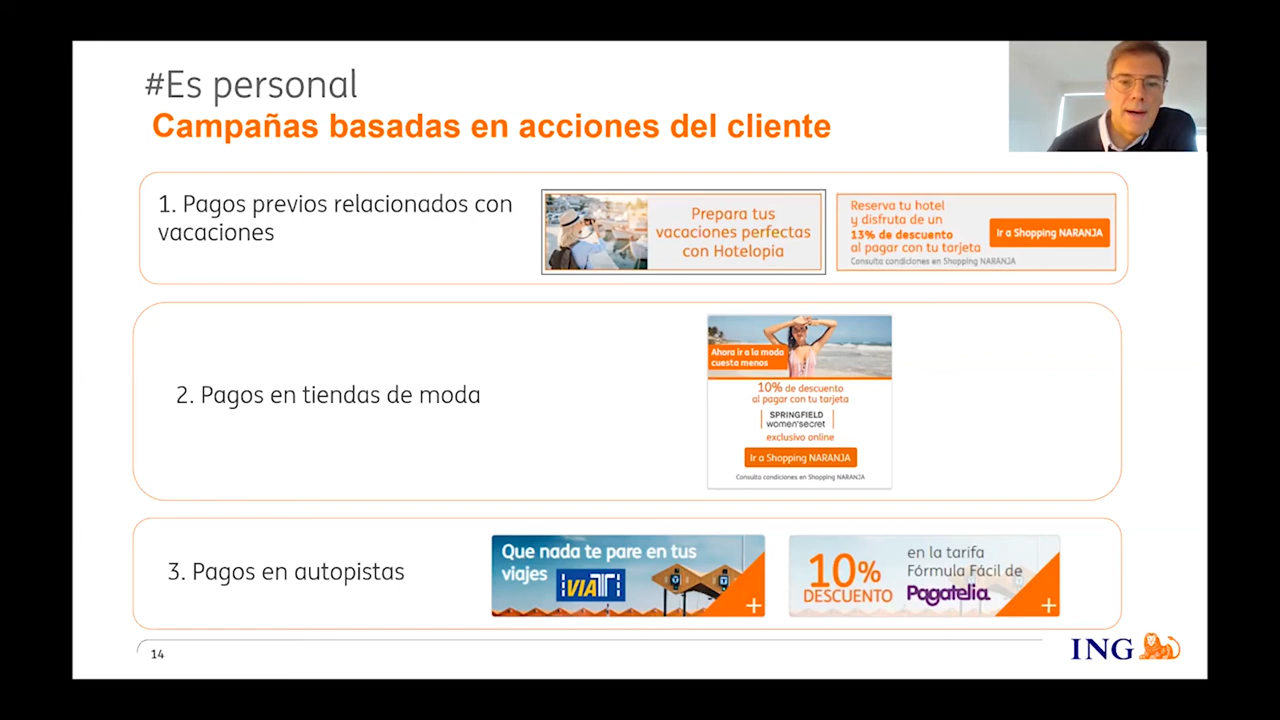 #Es personal
Campañas basadas en acciones del cliente
1. Pagos previos relacionados con
vacaciones
Prepara tus
vacaciones perfectas
con Hotelopia
Reserva tu hotel
y disfruta de un
13% de descuento
al pagar con tu tarjeta
Consulta condiciones en Shopping NARANJA
Ir a Shopping NARANJA
2. Pagos en tiendas de moda
Ahora ir a la moda
cuesta menos
10% de descuento
al pagar con tu tarjeta
SPRINGFIELD
women'secret
exclusivo online
Ir a Shopping NARANJA
Consulta condiciones en Shopping NARANJA
3. Pagos en autopistas
Que nada te pare en tus
viajes
VIAT
+
10%
DESCUENTO
en la tarifa
Fórmula Fácil de
Pagatelia
+
14
ING